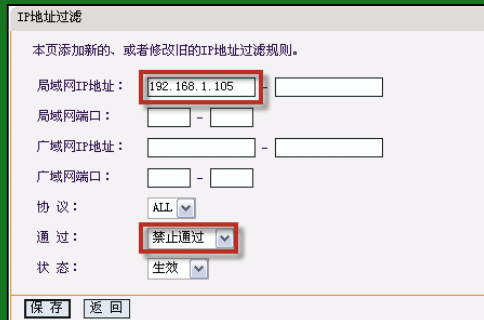 IP地址过滤
本页添加新的、或者修改旧的IP地址过滤规则。
局域网IP地址： 192.168.1.105 -
局域网端口： -
广域网IP地址： -
广域网端口： -
协 议： ALL
通 过： 禁止通过
状 态： 生效
保 存 返 回